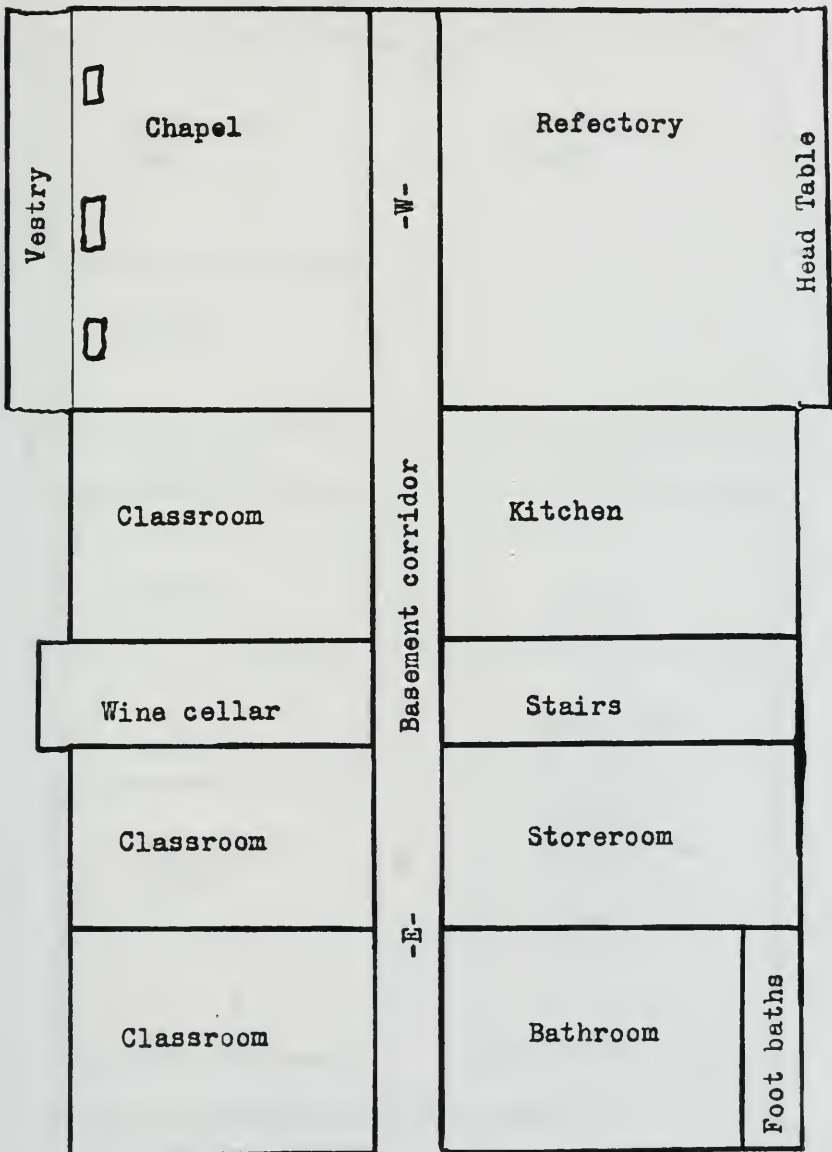 Vestry
Chapel
-W-
Refectory
Head Table
Classroom
Basement corridor
Kitchen
Wine cellar
Stairs
Classroom
Storeroom
-E-
Classroom
Bathroom
Foot baths